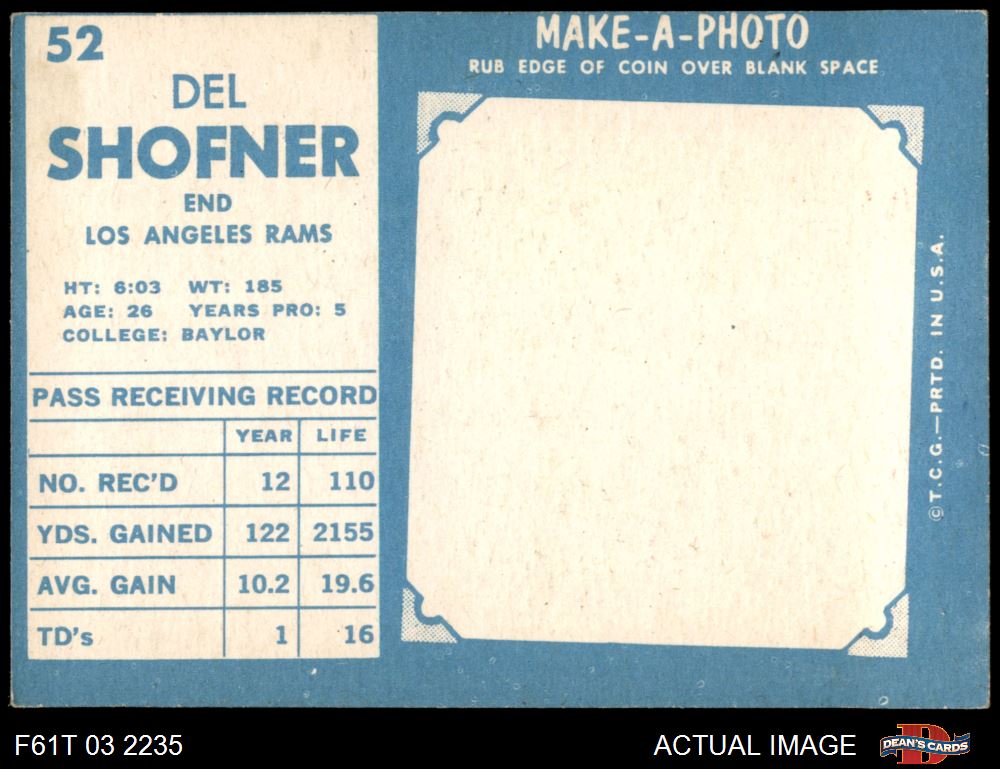 52
DEL
SHOFNER
END
LOS ANGELES RAMS
HT: 6:03 WT: 185
AGE: 26 YEARS PRO: 5
COLLEGE: BAYLOR
PASS RECEIVING RECORD
YEAR LIFE
NO. REC'D 12 110
YDS. GAINED 122 2155
AVG. GAIN 10.2 19.6
TD's 1 16
MAKE-A-PHOTO
RUB EDGE OF COIN OVER BLANK SPACE
©T.C.G.—PRTD. IN U.S.A.
F61T 03 2235
ACTUAL IMAGE
DEAN'S CARDS